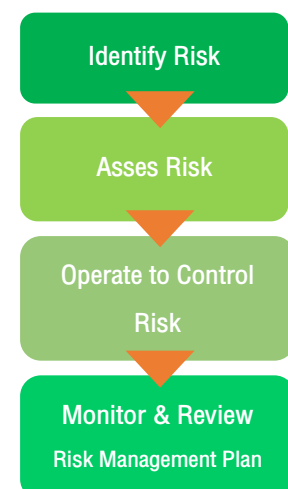 Identify Risk
Asses Risk
Operate to Control
Risk
Monitor & Review
Risk Management Plan